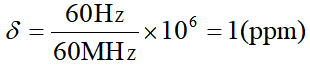 δ = 60Hz / 60MHz × 10⁶ = 1(ppm)